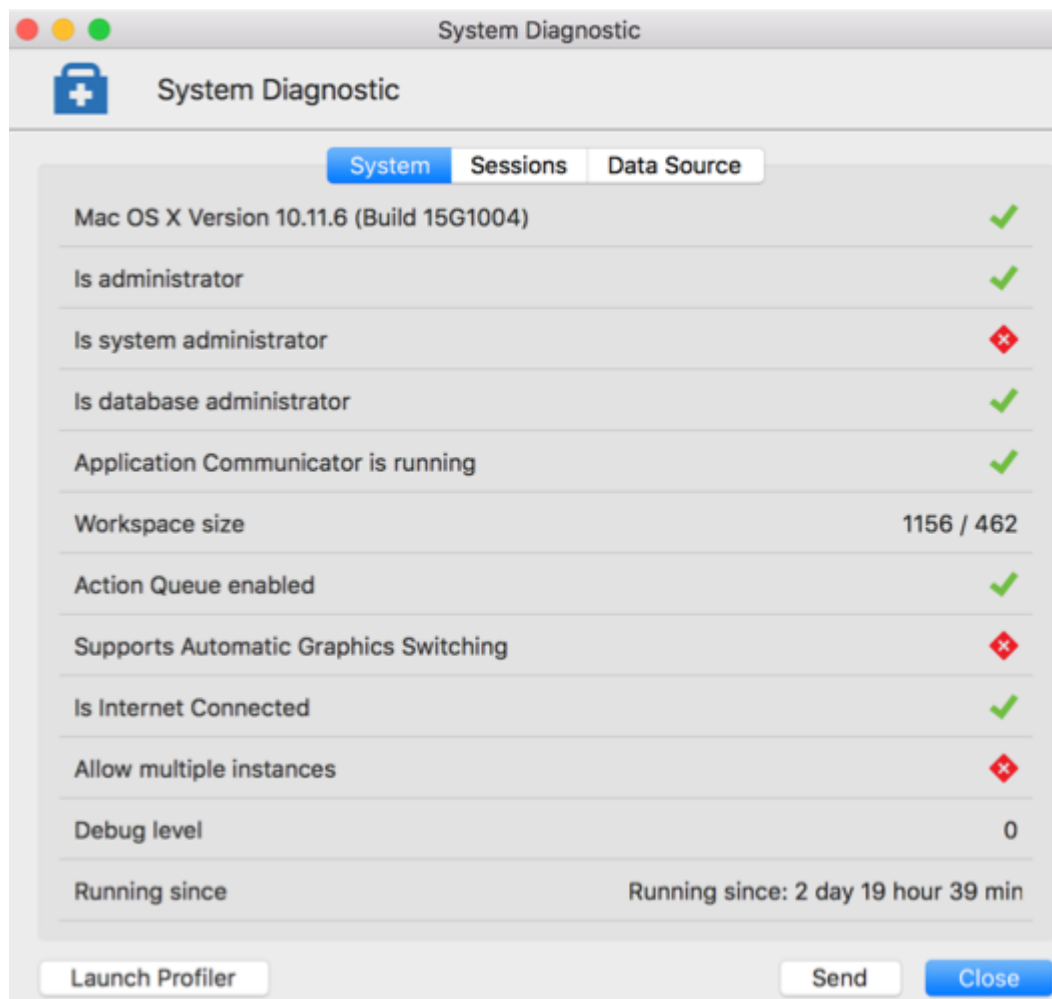 System Diagnostic
System Diagnostic
System Sessions Data Source
Mac OS X Version 10.11.6 (Build 15G1004)
Is administrator
Is system administrator
Is database administrator
Application Communicator is running
Workspace size 1156 / 462
Action Queue enabled
Supports Automatic Graphics Switching
Is Internet Connected
Allow multiple instances
Debug level 0
Running since Running since: 2 day 19 hour 39 min
Launch Profiler Send Close